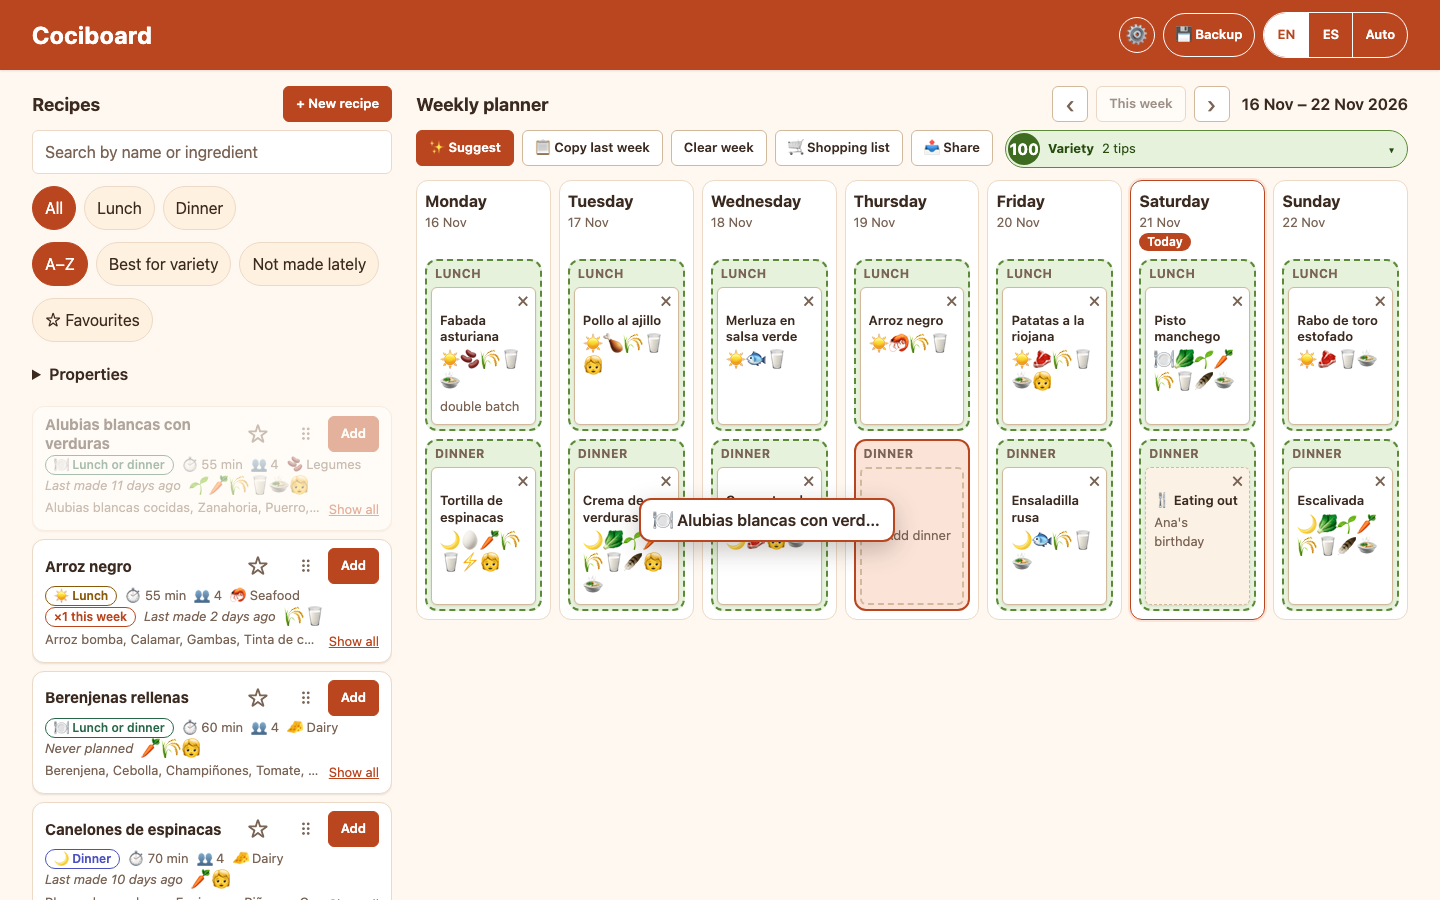 Cociboard
Backup
EN
ES
Auto
Recipes
+ New recipe
Search by name or ingredient
All
Lunch
Dinner
A–Z
Best for variety
Not made lately
Favourites
Properties
Alubias blancas con
verduras
Add
Lunch or dinner 55 min 4 Legumes
Last made 11 days ago
Alubias blancas cocidas, Zanahoria, Puerro,... Show all
Arroz negro
Add
Lunch 55 min 4 Seafood
×1 this week Last made 2 days ago
Arroz bomba, Calamar, Gambas, Tinta de c... Show all
Berenjenas rellenas
Add
Lunch or dinner 60 min 4 Dairy
Never planned
Berenjena, Cebolla, Champiñones, Tomate, ... Show all
Canelones de espinacas
Add
Dinner 70 min 4 Dairy
Last made 10 days ago
Weekly planner
‹
This week
›
16 Nov – 22 Nov 2026
Suggest
Copy last week
Clear week
Shopping list
Share
100 Variety 2 tips
Monday
16 Nov
LUNCH
Fabada
asturiana
double batch
DINNER
Tortilla de
espinacas
Tuesday
17 Nov
LUNCH
Pollo al ajillo
DINNER
Crema de
verduras
Wednesday
18 Nov
LUNCH
Merluza en
salsa verde
DINNER
Alubias blancas con verd...
Thursday
19 Nov
LUNCH
Arroz negro
DINNER
dinner
Friday
20 Nov
LUNCH
Patatas a la
riojana
DINNER
Ensaladilla
rusa
Saturday
21 Nov
Today
LUNCH
Pisto
manchego
DINNER
Eating out
Ana's
birthday
Sunday
22 Nov
LUNCH
Rabo de toro
estofado
DINNER
Escalivada